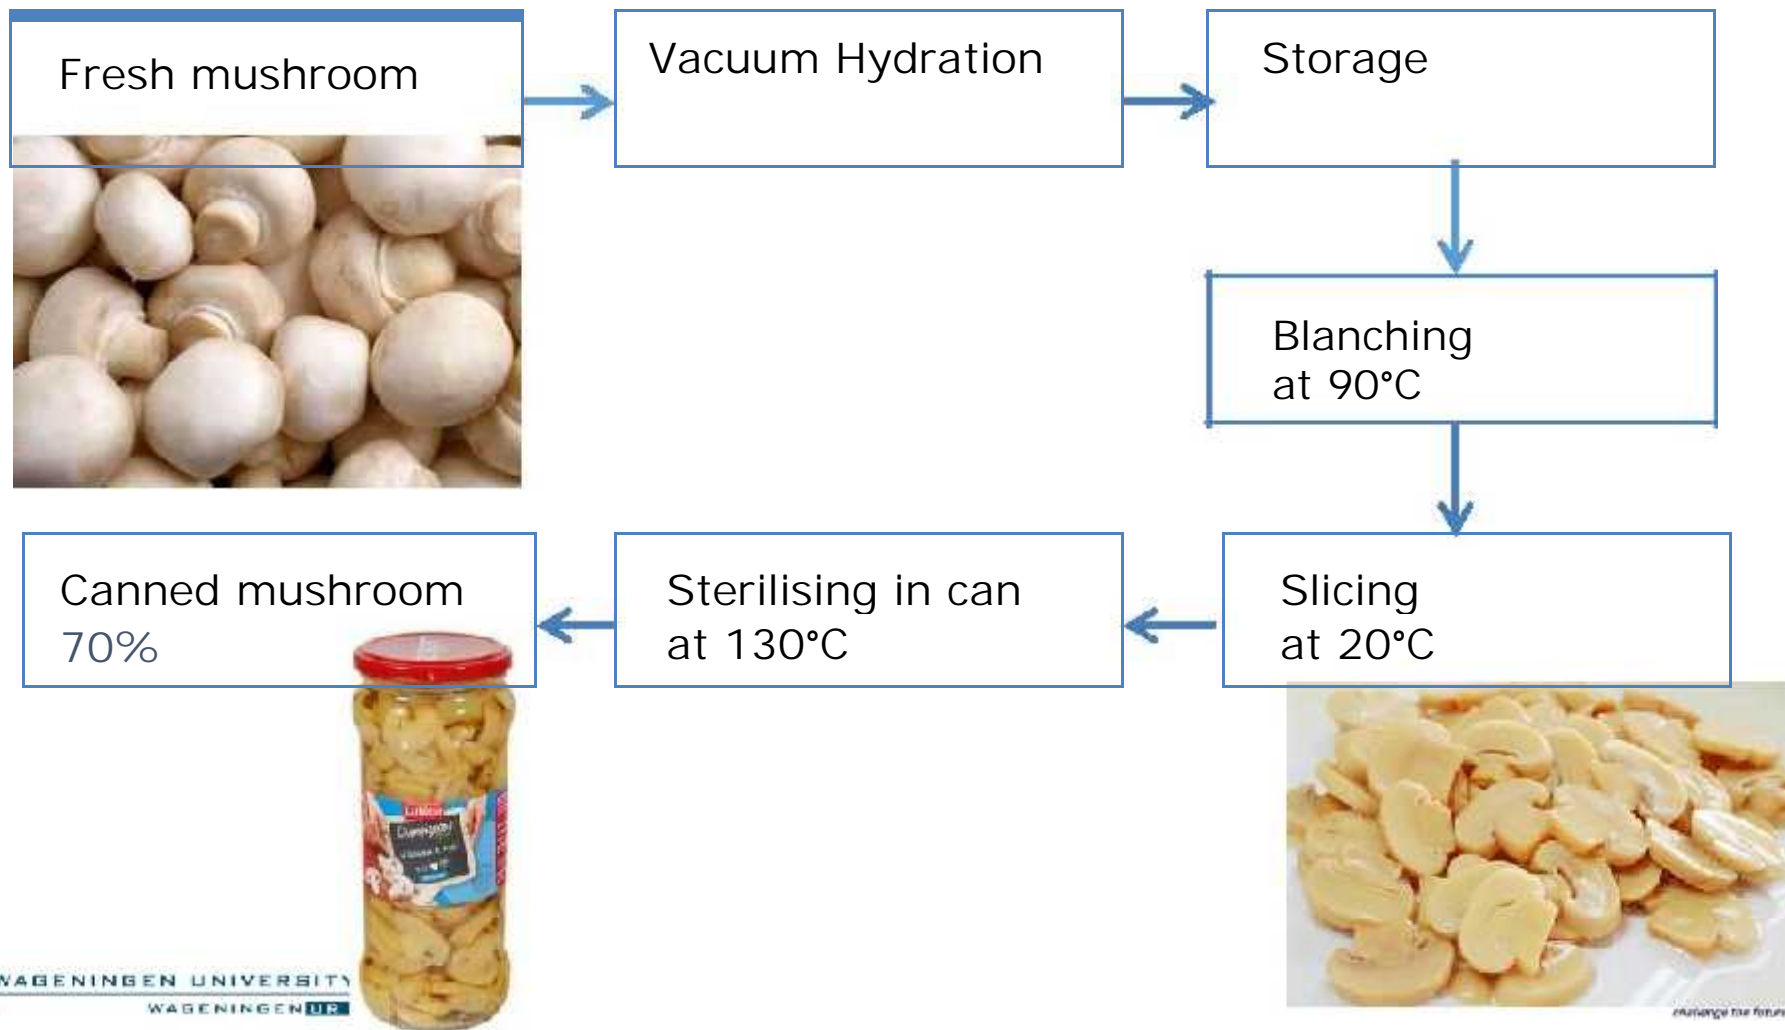 Fresh mushroom
Vacuum Hydration
Storage
Blanching
at 90°C
Slicing
at 20°C
Sterilising in can
at 130°C
Canned mushroom
70%
WAGENINGEN UNIVERSITY
WAGENINGEN UR